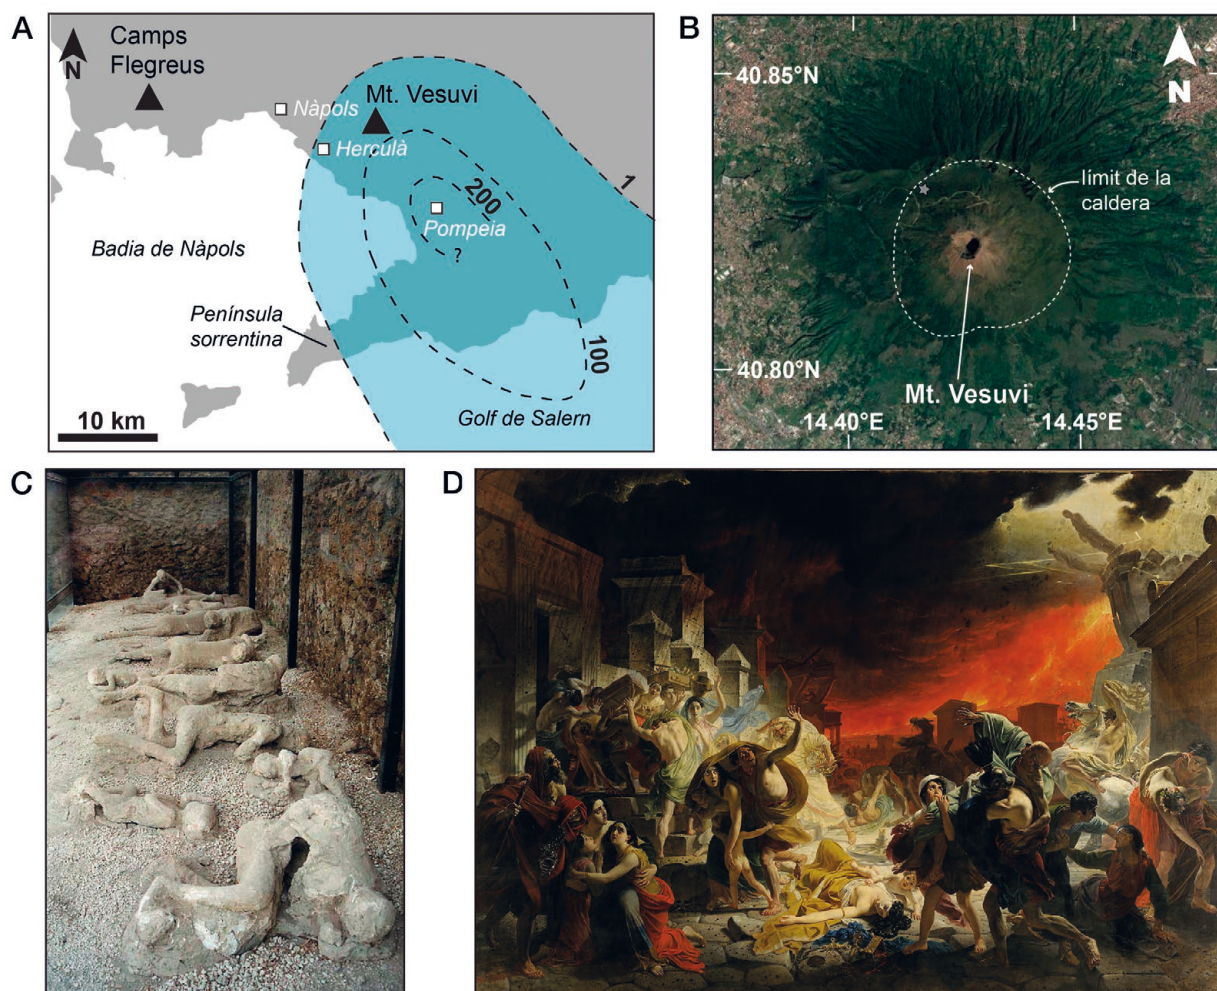 A
N
Camps
Flegreus
Nàpols
Mt. Vesuvi
Herculà
1
200
Pompeia
?
Badia de Nàpols
Península
sorrentina
100
10 km
Golf de Salern
B
40.85°N
N
límit de la
caldera
40.80°N
Mt. Vesuvi
14.40°E
14.45°E
C
D